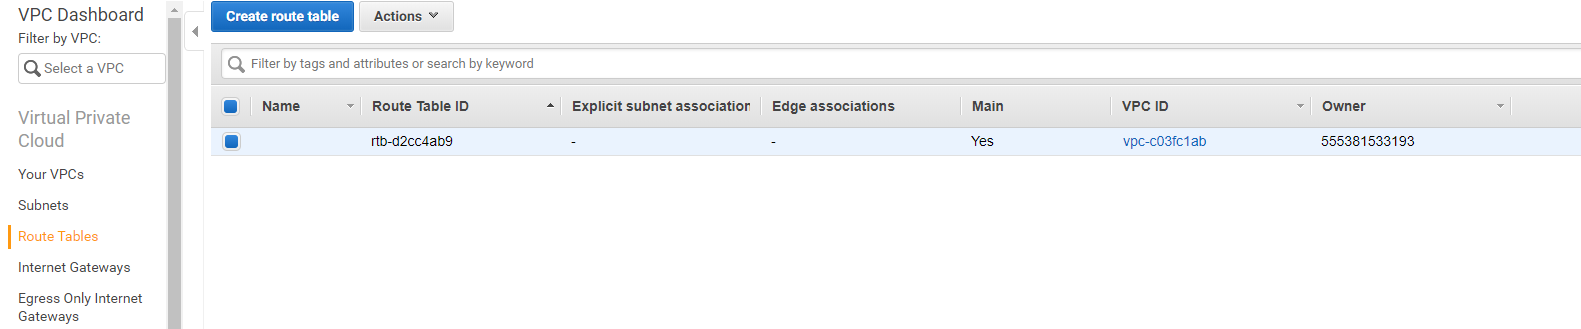 VPC Dashboard
Filter by VPC:
Select a VPC
Virtual Private
Cloud
Your VPCs
Subnets
Route Tables
Internet Gateways
Egress Only Internet
Gateways
Create route table Actions
Filter by tags and attributes or search by keyword
Name Route Table ID Explicit subnet association Edge associations Main VPC ID Owner
rtb-d2cc4ab9 - - Yes vpc-c03fc1ab 555381533193